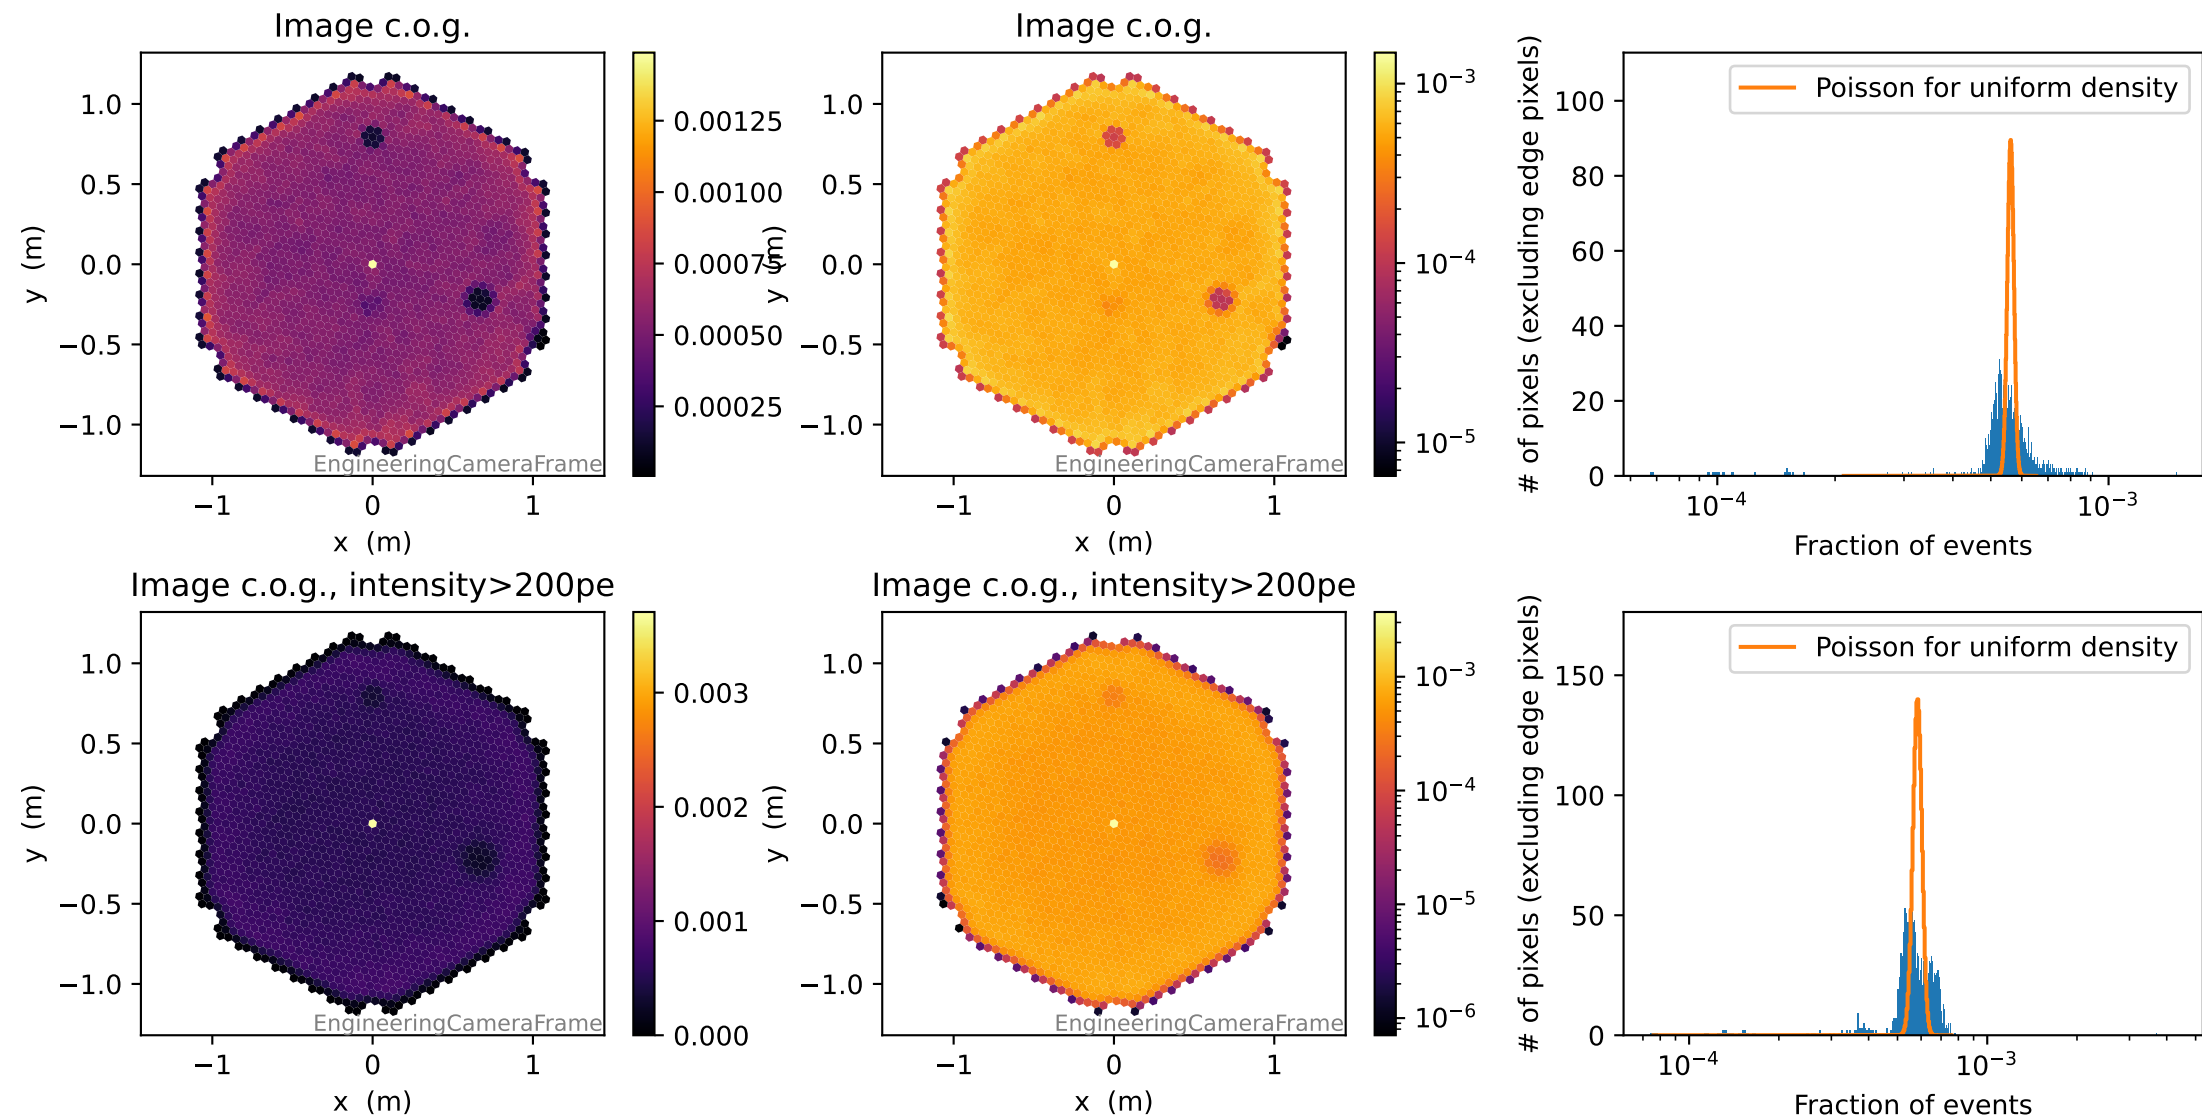 Image c.o.g.
1.0
0.5
0.0
−0.5
−1.0
y (m)
−1
0
1
x (m)
EngineeringCameraFrame
0.00125
0.00100
0.00075
0.00050
0.00025
Image c.o.g.
1.0
0.5
0.0
−0.5
−1.0
y (m)
−1
0
1
x (m)
EngineeringCameraFrame
10⁻³
10⁻⁴
10⁻⁵
Poisson for uniform density
100
80
60
40
20
0
# of pixels (excluding edge pixels)
10⁻⁴
10⁻³
Fraction of events
Image c.o.g., intensity>200pe
1.0
0.5
0.0
−0.5
−1.0
y (m)
−1
0
1
x (m)
EngineeringCameraFrame
0.003
0.002
0.001
0.000
Image c.o.g., intensity>200pe
1.0
0.5
0.0
−0.5
−1.0
y (m)
−1
0
1
x (m)
EngineeringCameraFrame
10⁻³
10⁻⁴
10⁻⁵
10⁻⁶
Poisson for uniform density
150
100
50
0
# of pixels (excluding edge pixels)
10⁻⁴
10⁻³
Fraction of events